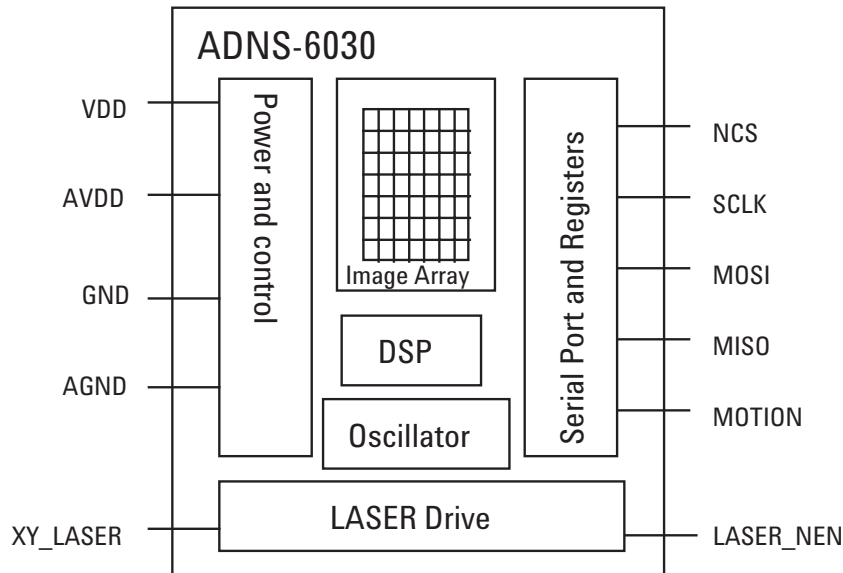 ADNS-6030
VDD
AVDD
GND
AGND
XY_LASER
Power and control
Image Array
DSP
Oscillator
LASER Drive
Serial Port and Registers
NCS
SCLK
MOSI
MISO
MOTION
LASER_NEN